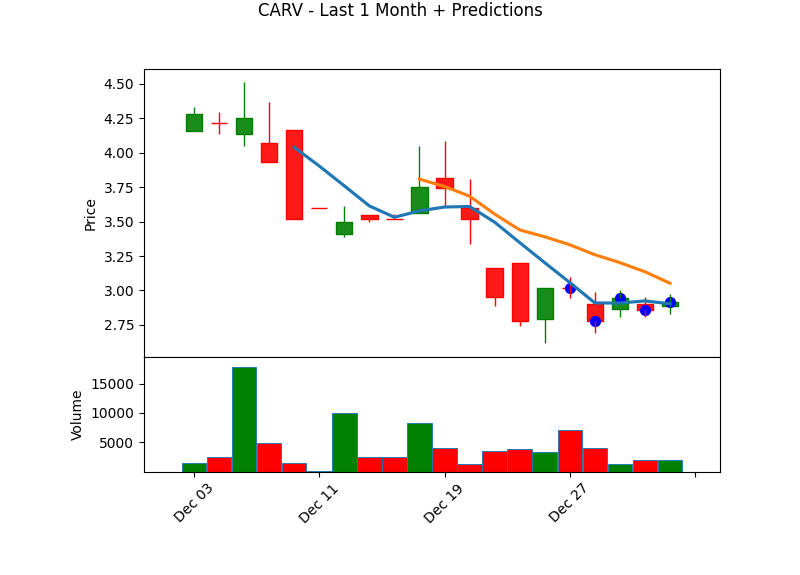 CARV - Last 1 Month + Predictions
4.50
4.25
4.00
3.75
3.50
3.25
3.00
2.75
Price
15000
10000
5000
Volume
Dec 03
Dec 11
Dec 19
Dec 27